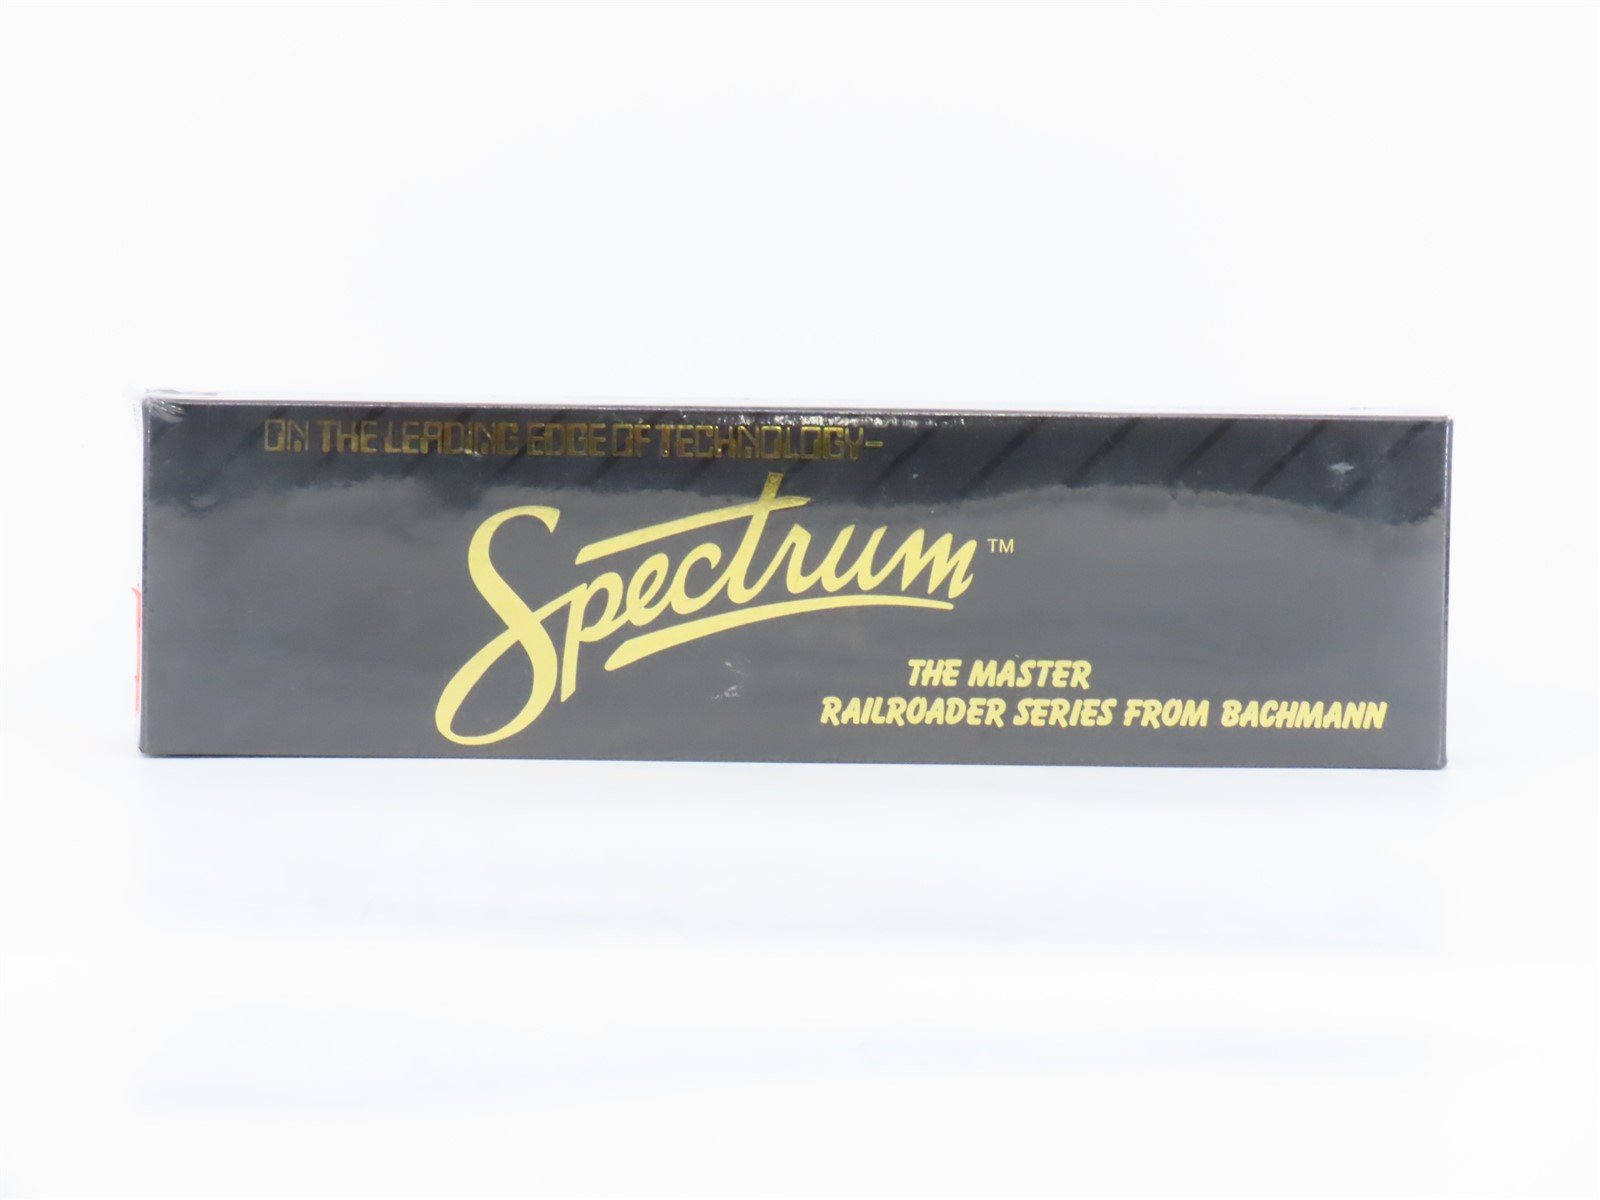 ON THE LEADING EDGE OF TECHNOLOGY-
Spectrum™
THE MASTER
RAILROADER SERIES FROM BACHMANN